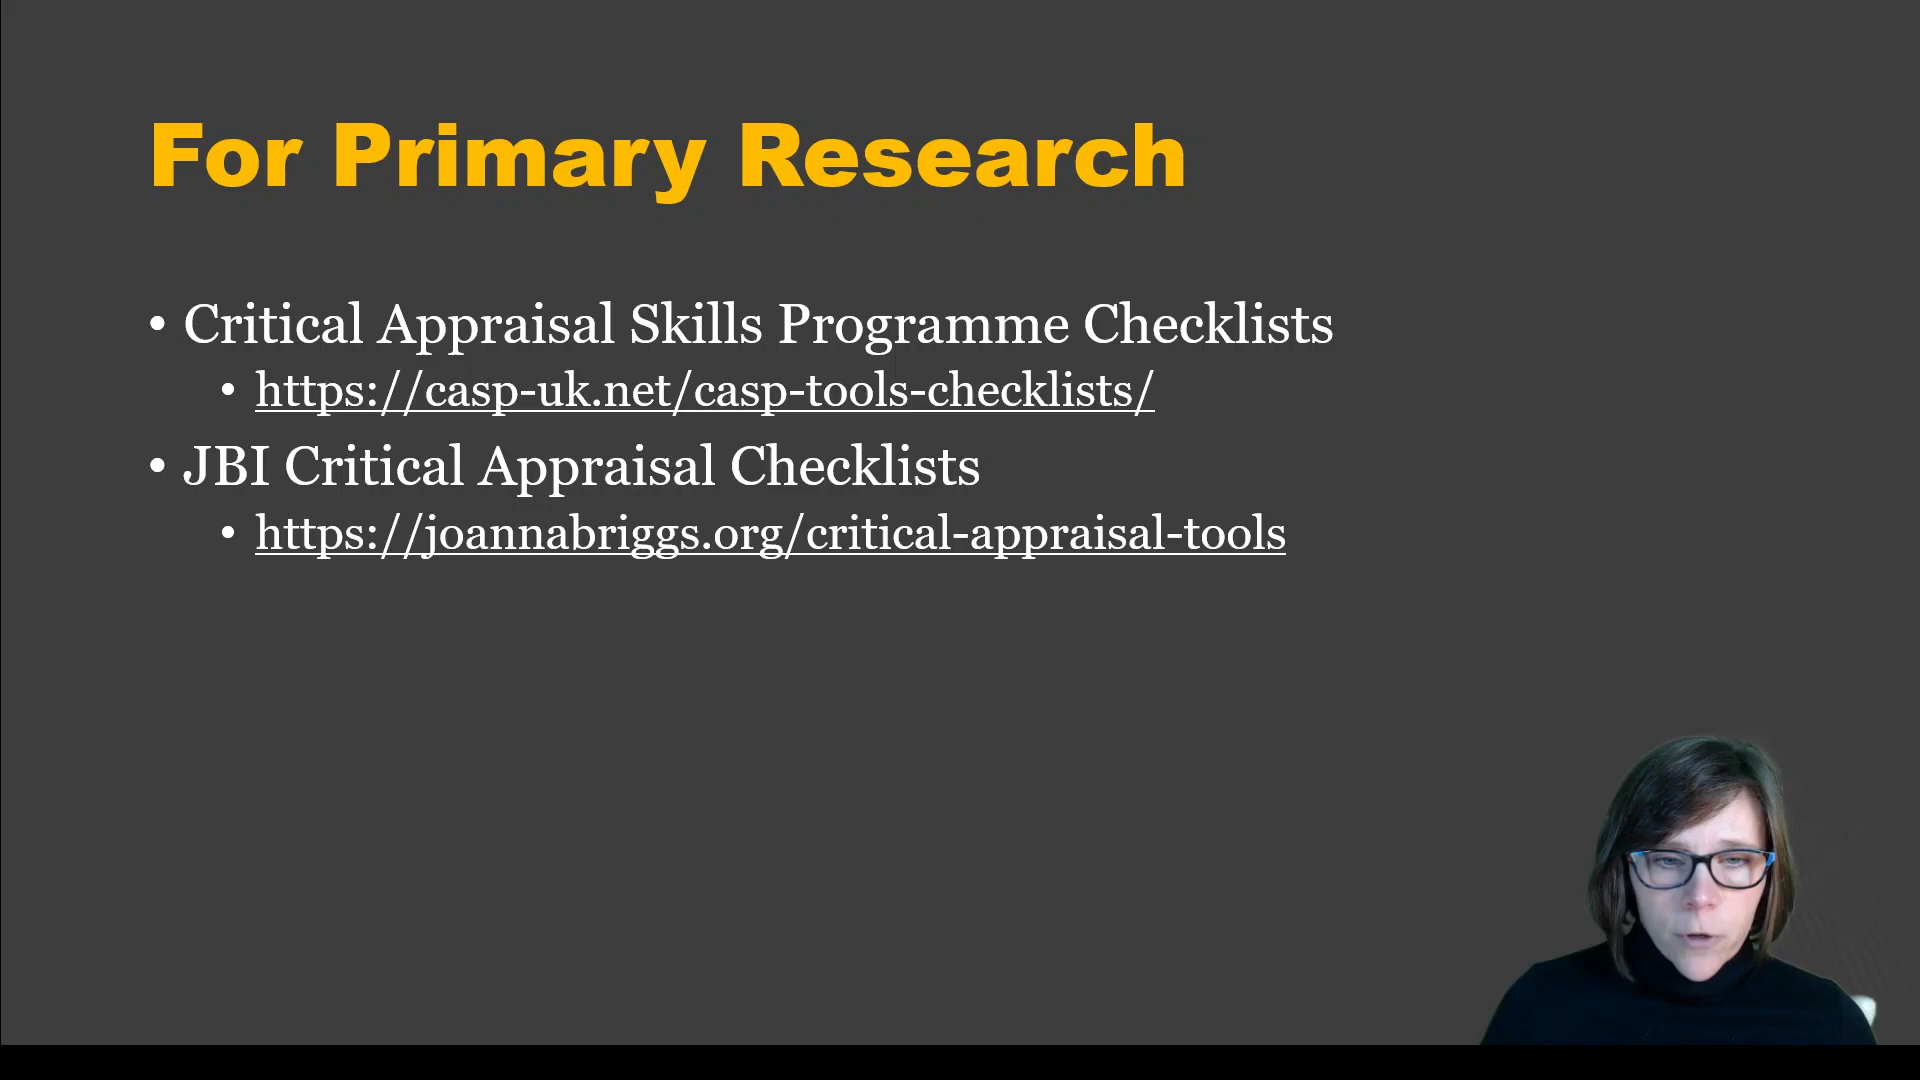 For Primary Research
• Critical Appraisal Skills Programme Checklists
• https://casp-uk.net/casp-tools-checklists/
• JBI Critical Appraisal Checklists
• https://joannabriggs.org/critical-appraisal-tools